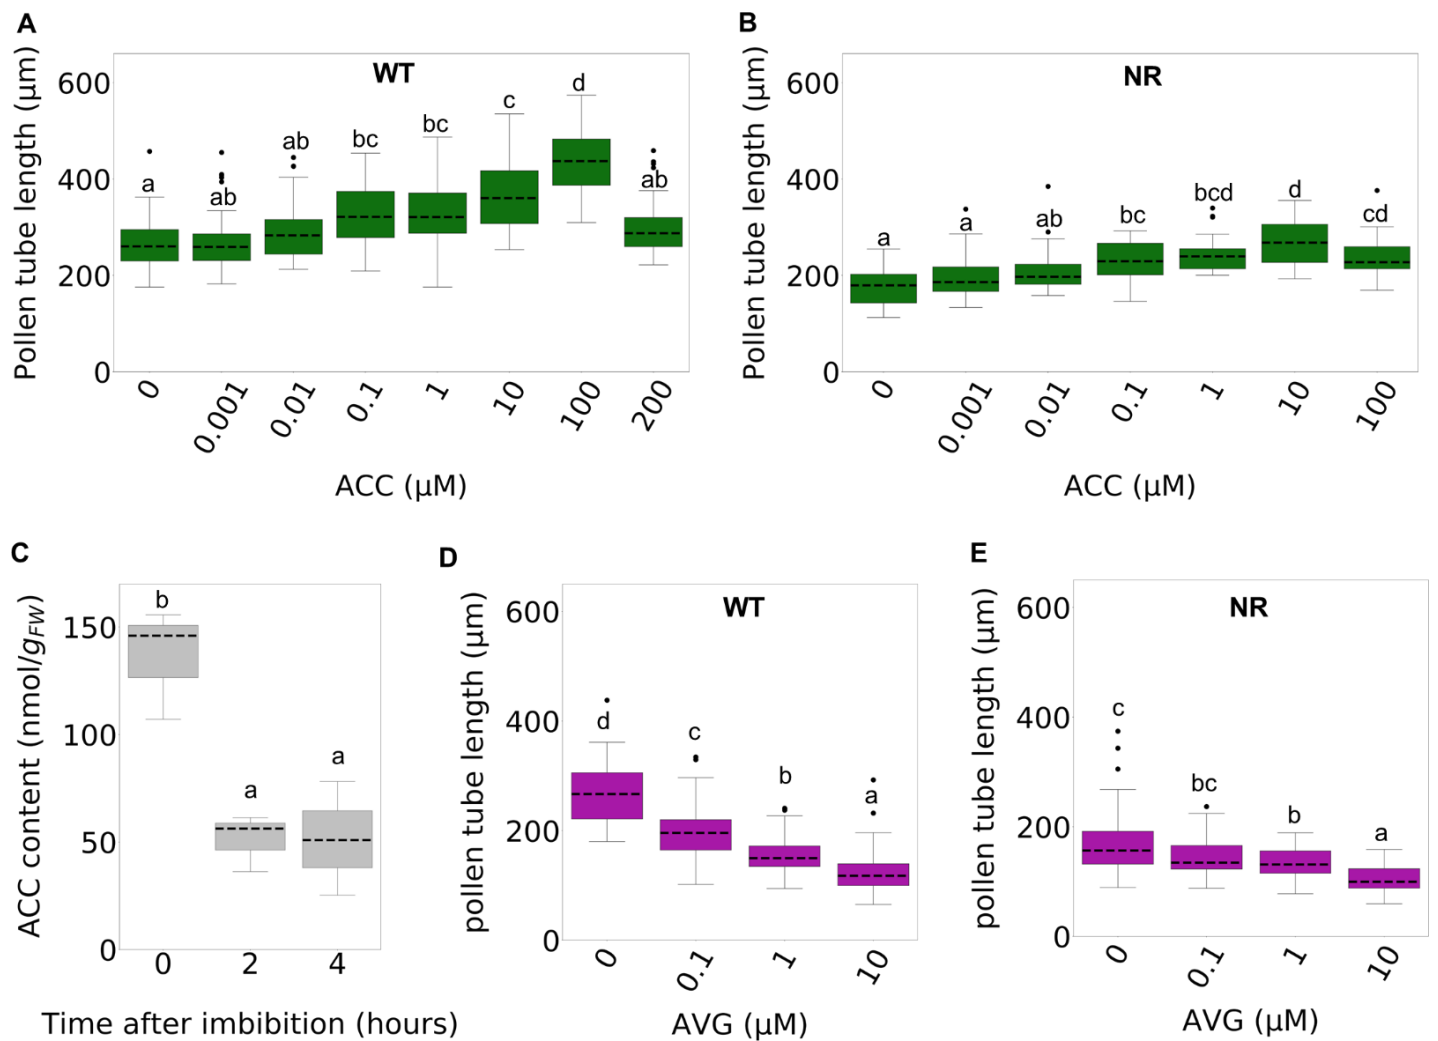 A
WT
Pollen tube length (µm)
600
400
200
0
a
ab
ab
bc
bc
c
d
ab
0
0.001
0.01
0.1
1
10
100
200
ACC (µM)
B
NR
Pollen tube length (µm)
600
400
200
0
a
a
ab
bc
bcd
d
cd
0
0.001
0.01
0.1
1
10
100
ACC (µM)
C
ACC content (nmol/gFW)
150
100
50
0
b
a
a
0
2
4
Time after imbibition (hours)
D
WT
pollen tube length (µm)
600
400
200
0
d
c
b
a
0
0.1
1
10
AVG (µM)
E
NR
pollen tube length (µm)
600
400
200
0
c
bc
b
a
0
0.1
1
10
AVG (µM)